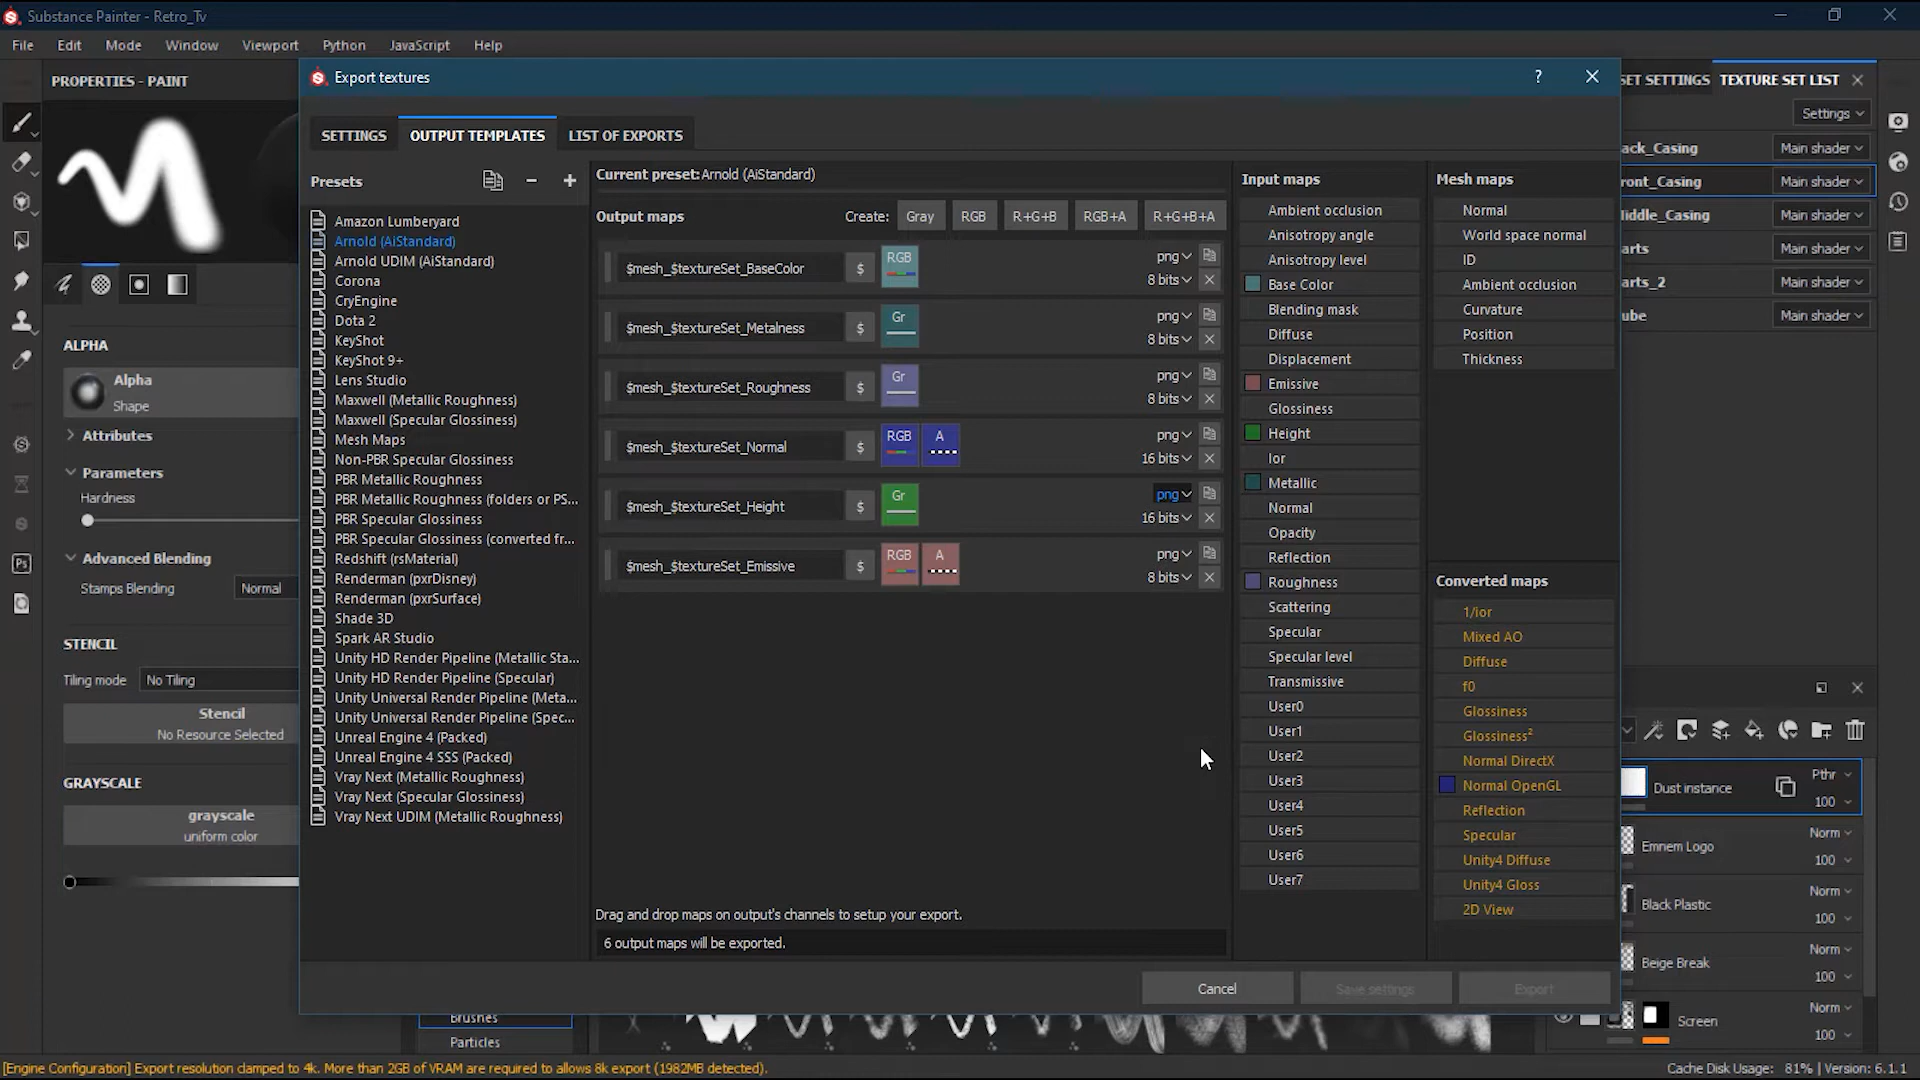 Substance Painter - Retro_Tv
File Edit Mode Window Viewport Python JavaScript Help
PROPERTIES - PAINT
ALPHA
Alpha
Shape
Attributes
Parameters
Hardness
Advanced Blending
Stamps Blending Normal
STENCIL
Tiling mode No Tiling
Stencil
No Resource Selected
GRAYSCALE
grayscale
uniform color
Export textures ?
SETTINGS OUTPUT TEMPLATES LIST OF EXPORTS
Presets
Amazon Lumberyard
Arnold (AiStandard)
Arnold UDIM (AiStandard)
Corona
CryEngine
Dota 2
KeyShot
KeyShot 9+
Lens Studio
Maxwell (Metallic Roughness)
Maxwell (Specular Glossiness)
Mesh Maps
Non-PBR Specular Glossiness
PBR Metallic Roughness
PBR Metallic Roughness (folders or PS...
PBR Specular Glossiness
PBR Specular Glossiness (converted fr...
Redshift (rsMaterial)
Renderman (pxrDisney)
Renderman (pxrSurface)
Shade 3D
Spark AR Studio
Unity HD Render Pipeline (Metallic Sta...
Unity HD Render Pipeline (Specular)
Unity Universal Render Pipeline (Meta...
Unity Universal Render Pipeline (Spec...
Unreal Engine 4 (Packed)
Unreal Engine 4 SSS (Packed)
Vray Next (Metallic Roughness)
Vray Next (Specular Glossiness)
Vray Next UDIM (Metallic Roughness)
Current preset: Arnold (AiStandard)
Output maps Create: Gray RGB R+G+B RGB+A R+G+B+A
$mesh_$textureSet_BaseColor $ RGB png
8 bits
$mesh_$textureSet_Metalness $ Gr png
8 bits
$mesh_$textureSet_Roughness $ Gr png
8 bits
$mesh_$textureSet_Normal $ RGB A png
16 bits
$mesh_$textureSet_Height $ Gr png
16 bits
$mesh_$textureSet_Emissive $ RGB A png
8 bits
Drag and drop maps on output's channels to setup your export.
6 output maps will be exported.
Input maps
Ambient occlusion
Anisotropy angle
Anisotropy level
Base Color
Blending mask
Diffuse
Displacement
Emissive
Glossiness
Height
Ior
Metallic
Normal
Opacity
Reflection
Roughness
Scattering
Specular
Specular level
Transmissive
User0
User1
User2
User3
User4
User5
User6
User7
Mesh maps
Normal
World space normal
ID
Ambient occlusion
Curvature
Position
Thickness
Converted maps
1/ior
Mixed AO
Diffuse
f0
Glossiness
Glossiness²
Normal DirectX
Normal OpenGL
Reflection
Specular
Unity4 Diffuse
Unity4 Gloss
2D View
Cancel Save settings Export
SET SETTINGS TEXTURE SET LIST
Settings
ack_Casing Main shader
ront_Casing Main shader
iddle_Casing Main shader
arts Main shader
arts_2 Main shader
ube Main shader
Dust instance Pthr
100
Emnem Logo Norm
100
Black Plastic Norm
100
Beige Break Norm
100
Screen Norm
100
Brushes
Particles
[Engine Configuration] Export resolution clamped to 4k. More than 2GB of VRAM are required to allows 8k export (1982MB detected).
Cache Disk Usage: 81% | Version: 6.1.1